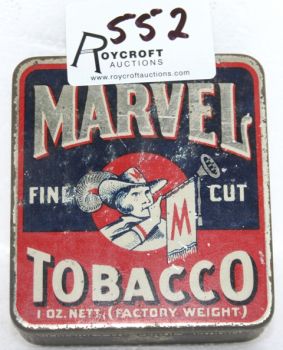 552
ROYCROFT
AUCTIONS
www.roycroftauctions.com
MARVEL
FINE CUT
M
TOBACCO
1 OZ. NETT. (FACTORY WEIGHT)